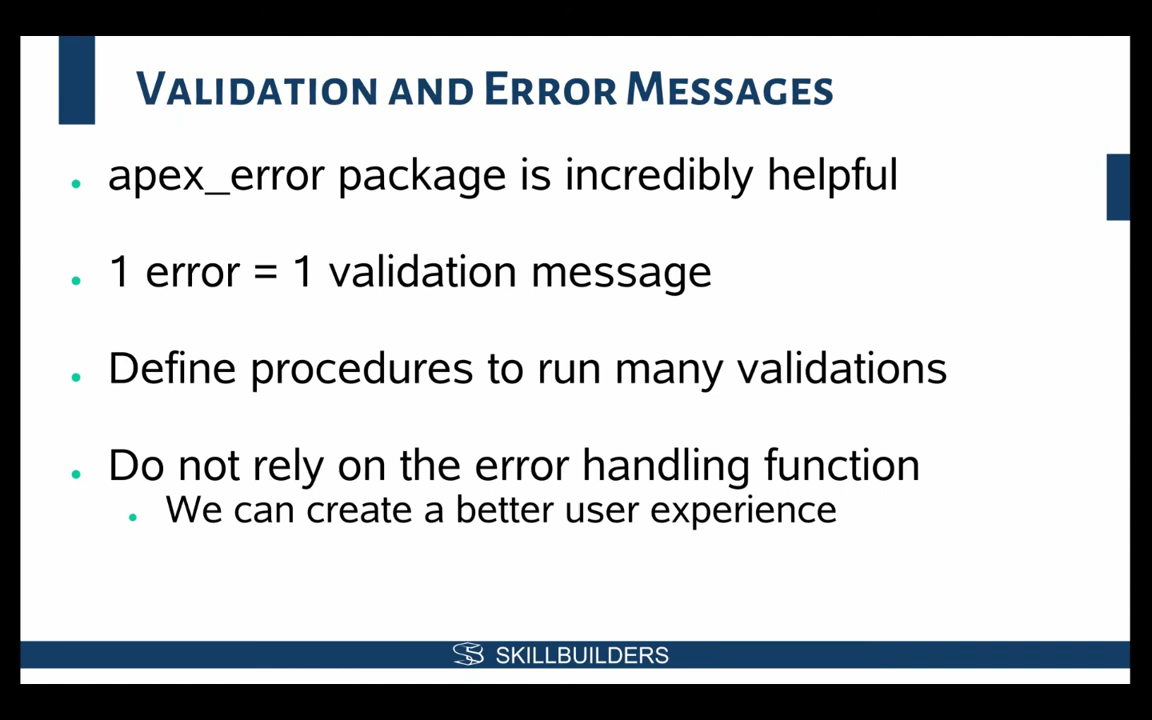 Validation and Error Messages
apex_error package is incredibly helpful
1 error = 1 validation message
Define procedures to run many validations
Do not rely on the error handling function
We can create a better user experience
SKILLBUILDERS